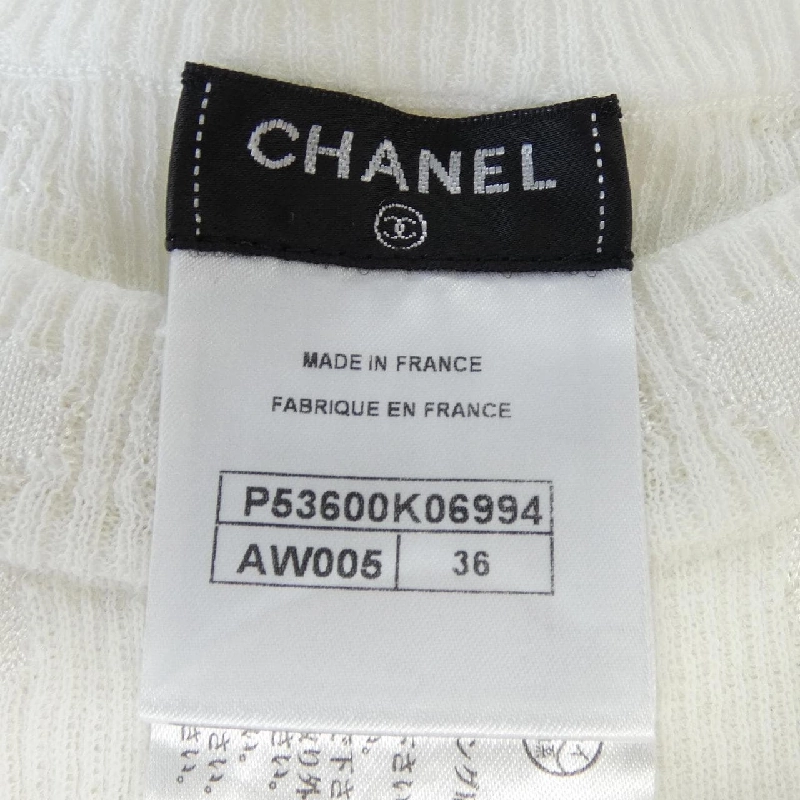 CHANEL
MADE IN FRANCE
FABRIQUE EN FRANCE
P53600K06994
AW005 36